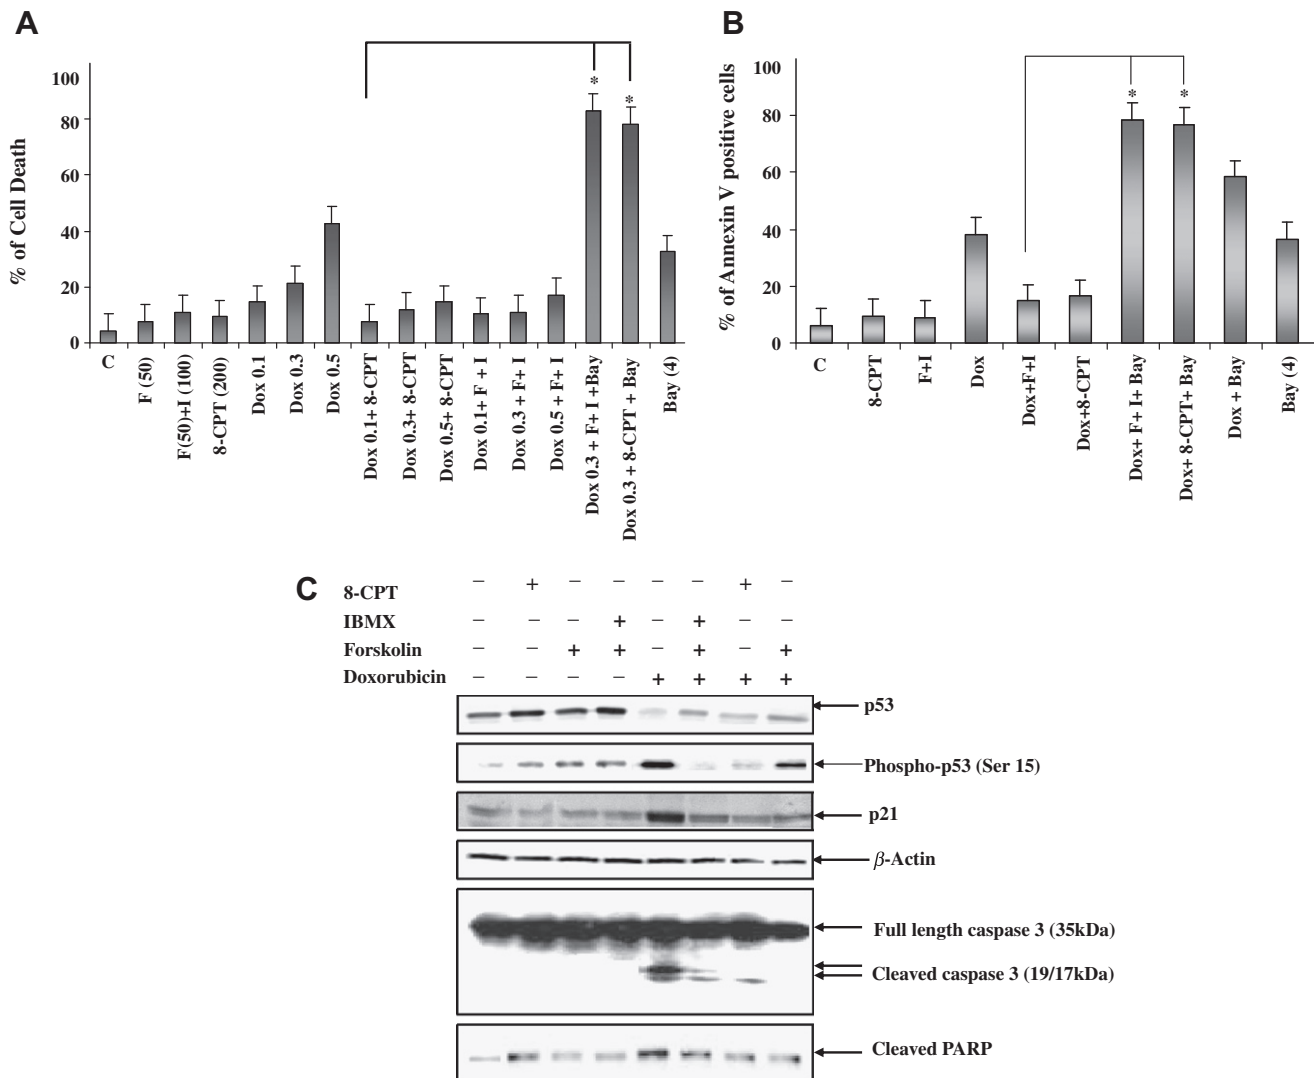 A
% of Cell Death
100
80
60
40
20
0
*
*
C
F (50)
F(50)+I (100)
8-CPT (200)
Dox 0.1
Dox 0.3
Dox 0.5
Dox 0.1+ 8-CPT
Dox 0.3+ 8-CPT
Dox 0.5+ 8-CPT
Dox 0.1+ F + I
Dox 0.3 + F+ I
Dox 0.5 + F+ I
Dox 0.3 + F+ I +Bay
Dox 0.3 + 8-CPT + Bay
Bay (4)
B
% of Annexin V positive cells
100
80
60
40
20
0
*
*
C
8-CPT
F+I
Dox
Dox+F+I
Dox+8-CPT
Dox+ F+ I+ Bay
Dox+ 8-CPT+ Bay
Dox + Bay
Bay (4)
C
8-CPT − + − − − − + −
IBMX − − − + − + − −
Forskolin − − + + − + − +
Doxorubicin − − − − + + + +
p53
Phospho-p53 (Ser 15)
p21
β-Actin
Full length caspase 3 (35kDa)
Cleaved caspase 3 (19/17kDa)
Cleaved PARP